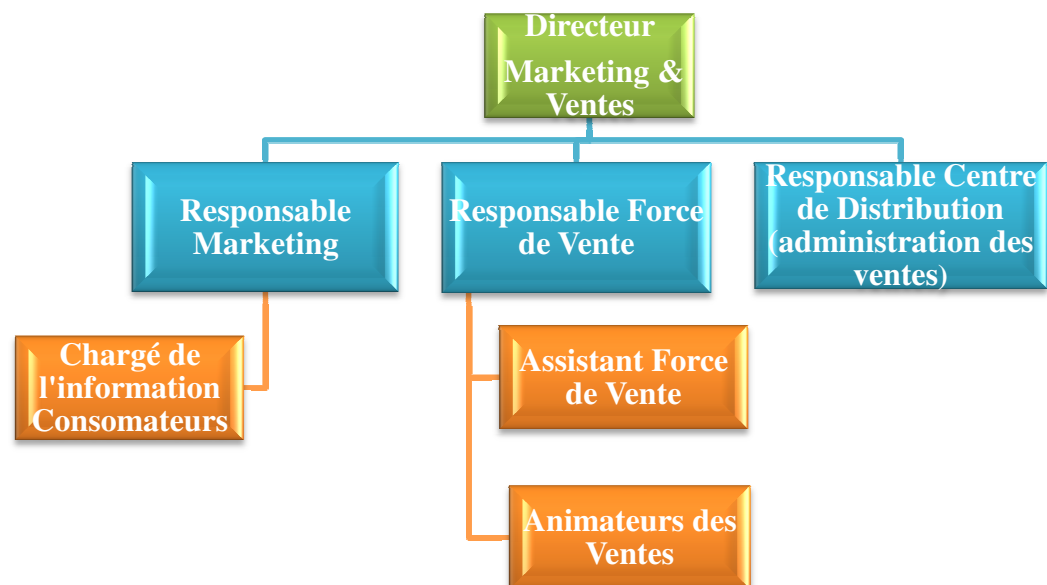 Directeur
Marketing &
Ventes
Responsable
Marketing
Responsable Force
de Vente
Responsable Centre
de Distribution
(administration des
ventes)
Chargé de
l'information
Consomateurs
Assistant Force
de Vente
Animateurs des
Ventes